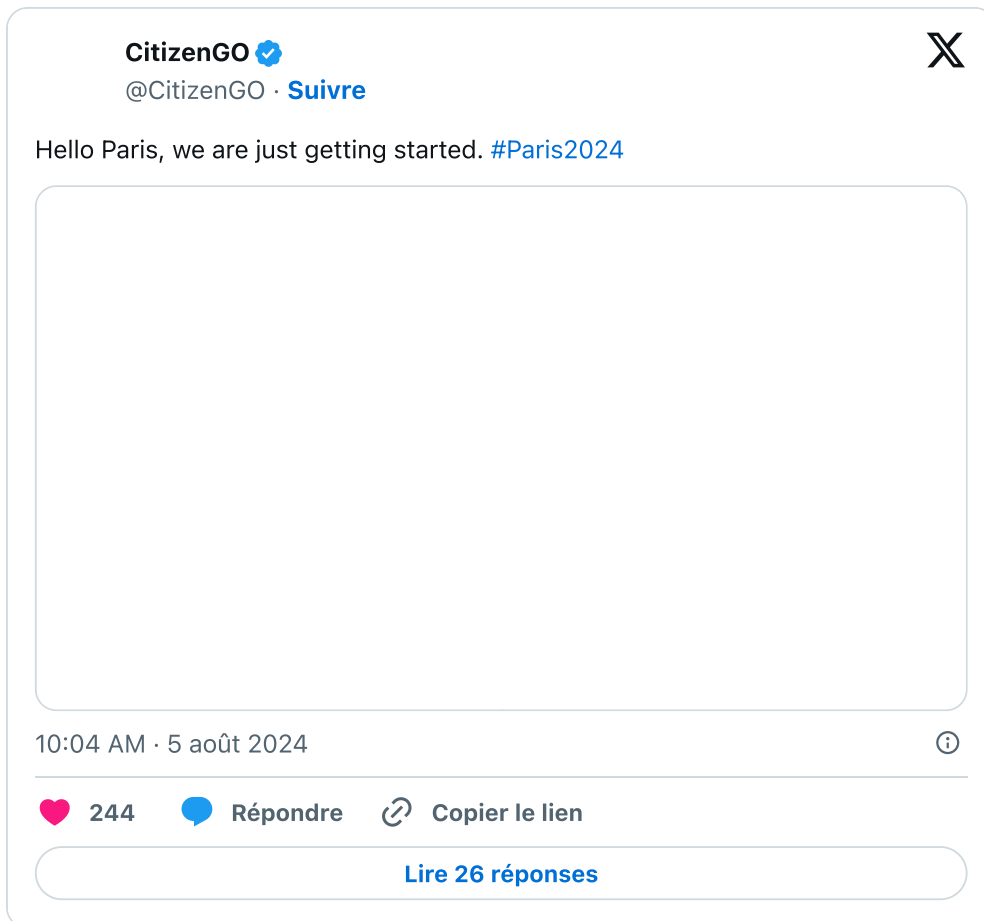 CitizenGO
@CitizenGO · Suivre
Hello Paris, we are just getting started. #Paris2024
10:04 AM · 5 août 2024
244 Répondre Copier le lien
Lire 26 réponses